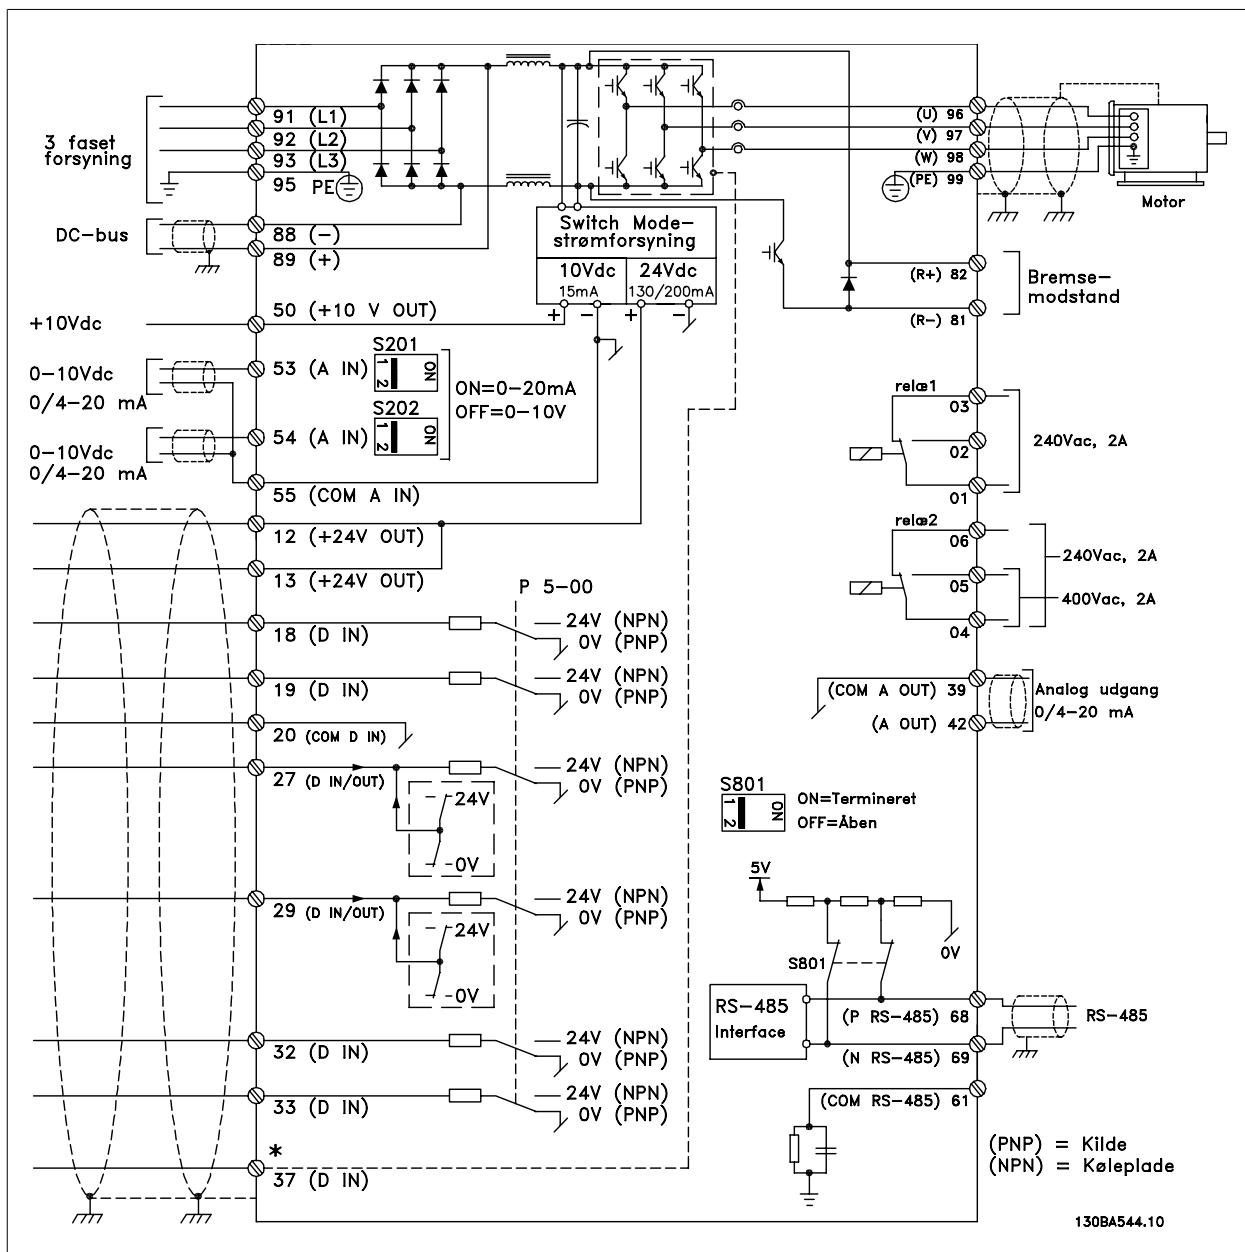 3 faset
forsyning
91 (L1)
92 (L2)
93 (L3)
95 PE
DC-bus
88 (-)
89 (+)
+10Vdc
50 (+10 V OUT)
0-10Vdc
0/4-20 mA
53 (A IN)
S201
1 2
ON
ON=0-20mA
OFF=0-10V
0-10Vdc
0/4-20 mA
54 (A IN)
S202
1 2
ON
55 (COM A IN)
12 (+24V OUT)
13 (+24V OUT)
Switch Mode-
strømforsyning
10Vdc
15mA
24Vdc
130/200mA
+ - + -
P 5-00
18 (D IN)
24V (NPN)
0V (PNP)
19 (D IN)
24V (NPN)
0V (PNP)
20 (COM D IN)
27 (D IN/OUT)
24V (NPN)
0V (PNP)
24V
0V
29 (D IN/OUT)
24V (NPN)
0V (PNP)
24V
0V
32 (D IN)
24V (NPN)
0V (PNP)
33 (D IN)
24V (NPN)
0V (PNP)
*
37 (D IN)
(U) 96
(V) 97
(W) 98
(PE) 99
Motor
(R+) 82
(R-) 81
Bremse-
modstand
relæ1
03
02
01
240Vac, 2A
relæ2
06
05
04
240Vac, 2A
400Vac, 2A
(COM A OUT) 39
(A OUT) 42
Analog udgang
0/4-20 mA
S801
1 2
ON
ON=Termineret
OFF=Åben
5V
0V
S801
RS-485
Interface
(P RS-485) 68
(N RS-485) 69
RS-485
(COM RS-485) 61
(PNP) = Kilde
(NPN) = Køleplade
130BA544.10